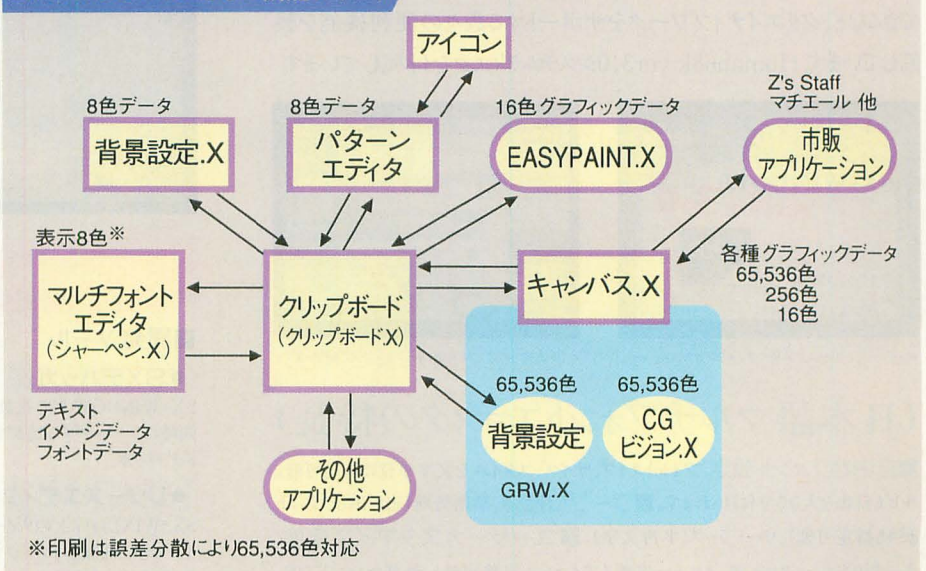 アイコン
8色データ
背景設定.X
8色データ
パターン
エディタ
16色グラフィックデータ
EASYPAINT.X
Z's Staff
マチエール 他
市販
アプリケーション
表示8色※
マルチフォント
エディタ
(シャーペン.X)
テキスト
イメージデータ
フォントデータ
クリップボード
(クリップボード.X)
キャンバス.X
各種グラフィックデータ
65,536色
256色
16色
65,536色
背景設定
GRW.X
65,536色
CG
ビジョン.X
その他
アプリケーション
※印刷は誤差分散により65,536色対応